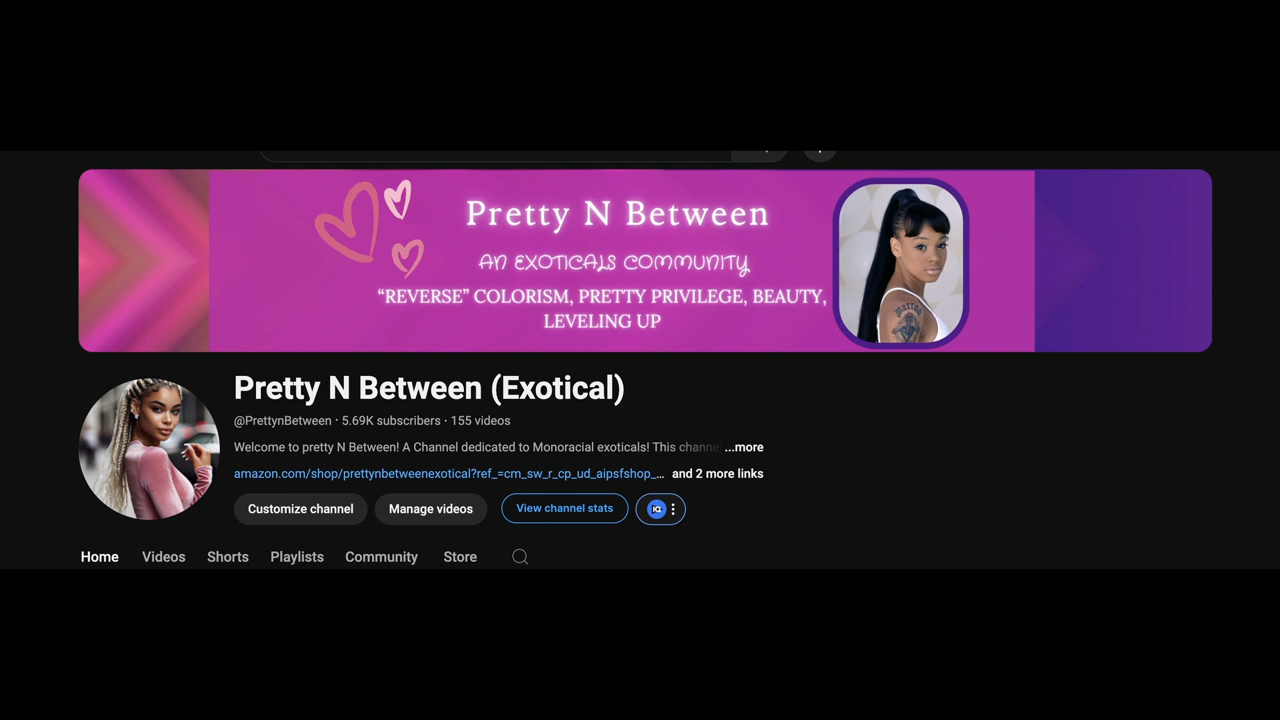 Pretty N Between
AN EXOTICALS COMMUNITY
“REVERSE” COLORISM, PRETTY PRIVILEGE, BEAUTY,
LEVELING UP
Pretty N Between (Exotical)
@PrettynBetween · 5.69K subscribers · 155 videos
Welcome to pretty N Between! A Channel dedicated to Monoracial exoticals! This channe ...more
amazon.com/shop/prettynbetweenexotical?ref_=cm_sw_r_cp_ud_aipsfshop_... and 2 more links
Customize channel Manage videos View channel stats IQ
Home Videos Shorts Playlists Community Store